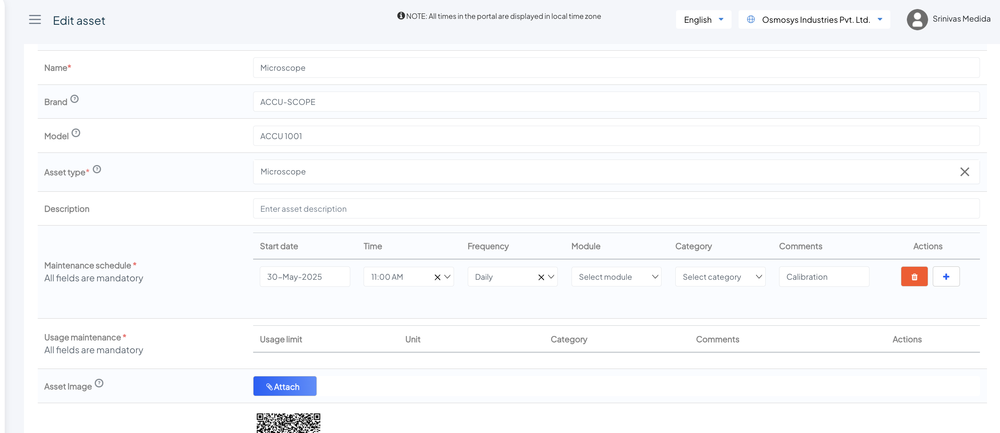 Edit asset
NOTE: All times in the portal are displayed in local time zone
English
Osmosys Industries Pvt. Ltd.
Srinivas Medida
Name*
Microscope
Brand
ACCU-SCOPE
Model
ACCU 1001
Asset type*
Microscope
Description
Enter asset description
Maintenance schedule *
All fields are mandatory
Start date Time Frequency Module Category Comments Actions
30-May-2025 11:00 AM Daily Select module Select category Calibration
Usage maintenance *
All fields are mandatory
Usage limit Unit Category Comments Actions
Asset Image
Attach